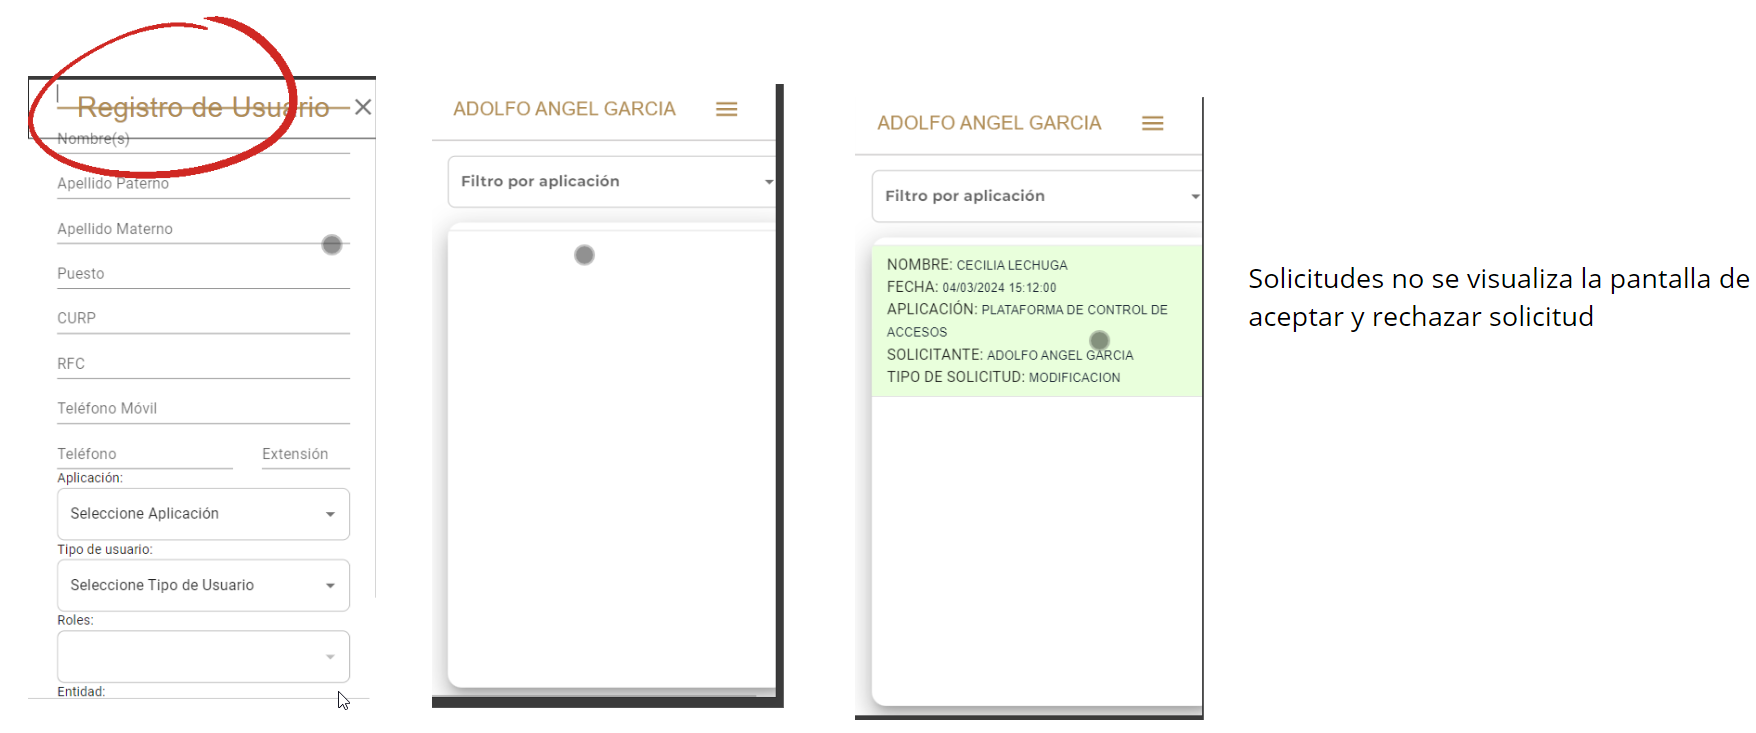 Registro de Usuario
Nombre(s)
Apellido Paterno
Apellido Materno
Puesto
CURP
RFC
Teléfono Móvil
Teléfono Extensión
Aplicación:
Seleccione Aplicación
Tipo de usuario:
Seleccione Tipo de Usuario
Roles:
Entidad:
ADOLFO ANGEL GARCIA
Filtro por aplicación
ADOLFO ANGEL GARCIA
Filtro por aplicación
NOMBRE: CECILIA LECHUGA
FECHA: 04/03/2024 15:12:00
APLICACIÓN: PLATAFORMA DE CONTROL DE
ACCESOS
SOLICITANTE: ADOLFO ANGEL GARCIA
TIPO DE SOLICITUD: MODIFICACION
Solicitudes no se visualiza la pantalla de
aceptar y rechazar solicitud